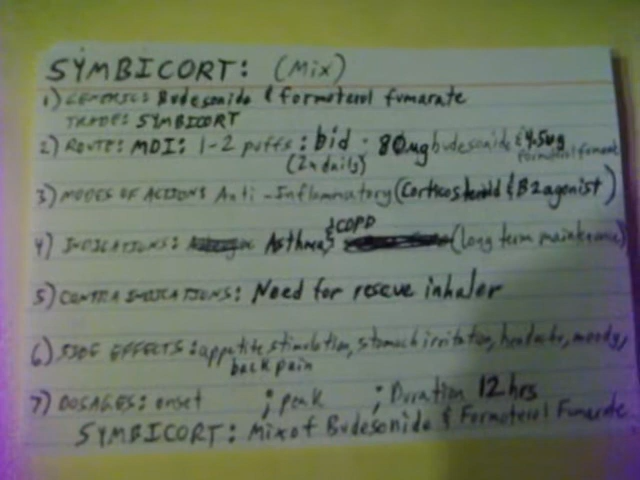 SYMBICORT: (Mix)
1) GENERIC: Budesonide & formoterol fumarate
TRADE: SYMBICORT
2) ROUTE: MDI: 1-2 puffs: bid · 80ug budesonide & 4.5ug
(2x daily) formoterol fumarate
3) MODES OF ACTION: Anti-Inflammatory (Corticosteroid & B2 agonist)
& COPD
4) INDICATIONS: Asthma (long term maintenance)
5) CONTRA INDICATIONS: Need for rescue inhaler
6) SIDE EFFECTS: appetite stimulation, stomach irritation, headache, moody,
back pain
7) DOSAGES: onset ; peak ; Duration 12 hrs
SYMBICORT: Mix of Budesonide & Formoterol Fumarate